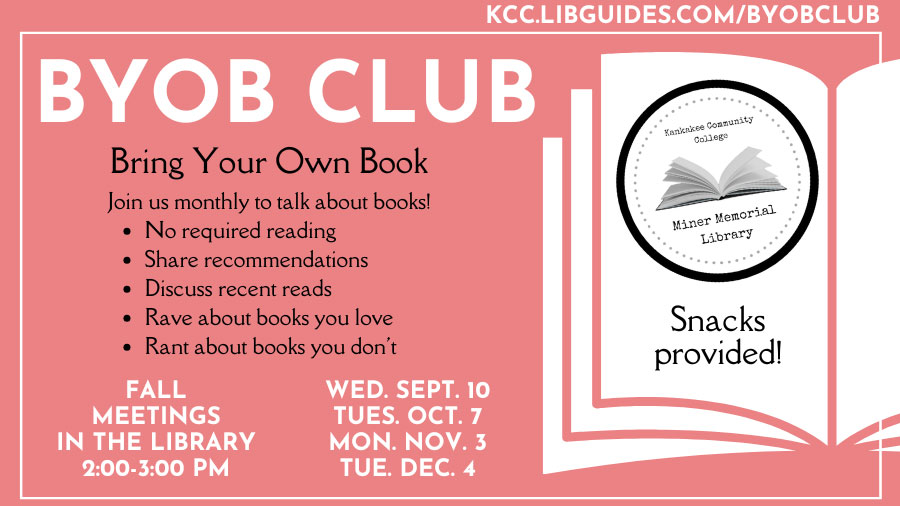 KCC.LIBGUIDES.COM/BYOBCLUB
BYOB CLUB
Bring Your Own Book
Join us monthly to talk about books!
• No required reading
• Share recommendations
• Discuss recent reads
• Rave about books you love
• Rant about books you don't
FALL
MEETINGS
IN THE LIBRARY
2:00-3:00 PM
WED. SEPT. 10
TUES. OCT. 7
MON. NOV. 3
TUE. DEC. 4
Kankakee Community
College
Miner Memorial
Library
Snacks
provided!